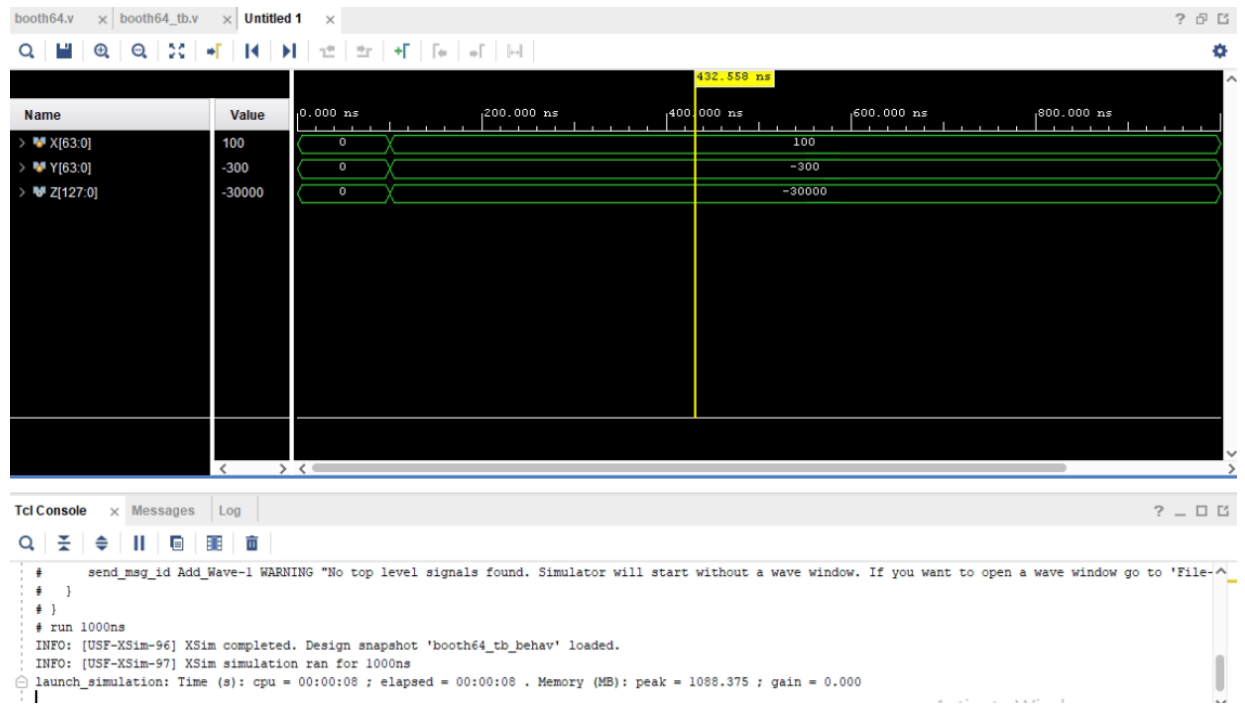 booth64.v x booth64_tb.v x Untitled 1 x ?
432.558 ns
Name Value 0.000 ns 200.000 ns 400.000 ns 600.000 ns 800.000 ns
> X[63:0] 100 0 100
> Y[63:0] -300 0 -300
> Z[127:0] -30000 0 -30000
Tcl Console x Messages Log ?
# send_msg_id Add_Wave-1 WARNING "No top level signals found. Simulator will start without a wave window. If you want to open a wave window go to 'File-
# }
# }
# run 1000ns
INFO: [USF-XSim-96] XSim completed. Design snapshot 'booth64_tb_behav' loaded.
INFO: [USF-XSim-97] XSim simulation ran for 1000ns
launch_simulation: Time (s): cpu = 00:00:08 ; elapsed = 00:00:08 . Memory (MB): peak = 1088.375 ; gain = 0.000